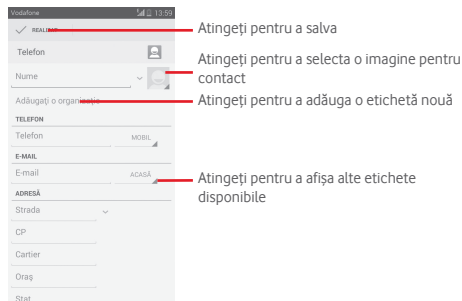 Vodafone 13:59
REALIZAT
Atingeți pentru a salva
Telefon
Atingeți pentru a selecta o imagine pentru
contact
Nume
Adăugați o organizație
Atingeți pentru a adăuga o etichetă nouă
TELEFON
Telefon MOBIL
E-MAIL
E-mail ACASĂ
Atingeți pentru a afișa alte etichete
disponibile
ADRESĂ
Strada
CP
Cartier
Oraș
Stat